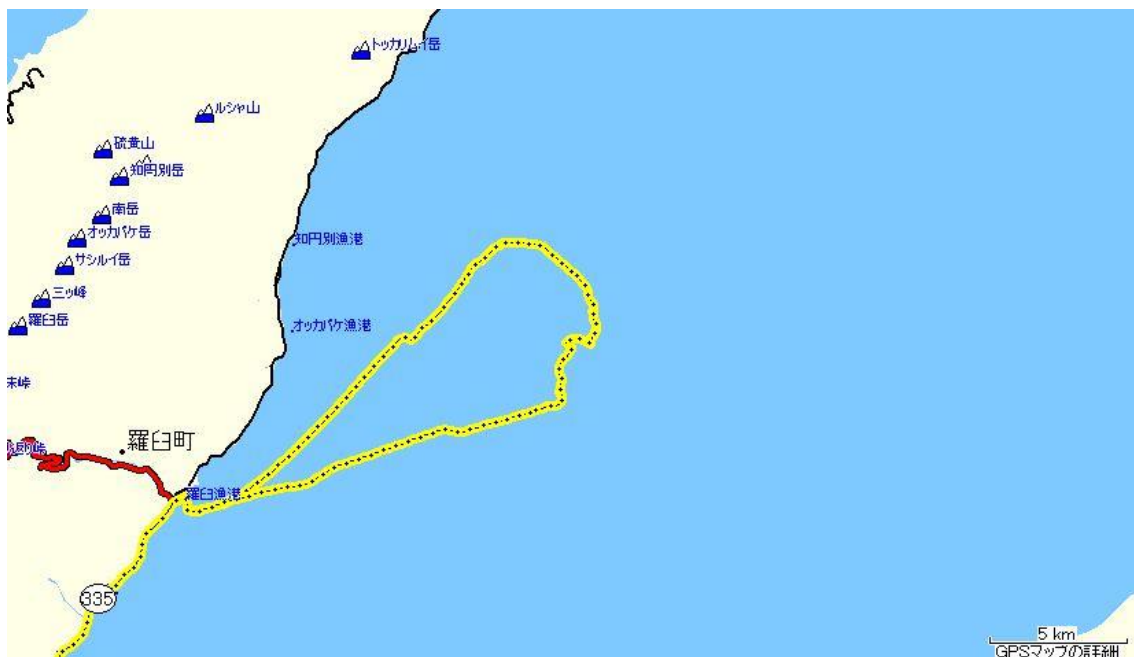 トッカリムイ岳
ルシャ山
硫黄山
知円別岳
南岳
オッカバケ岳
サシルイ岳
三ッ峰
羅臼岳
知円別漁港
オッカバケ漁港
羅臼町
羅臼漁港
335
5 km
GPSマップの詳細